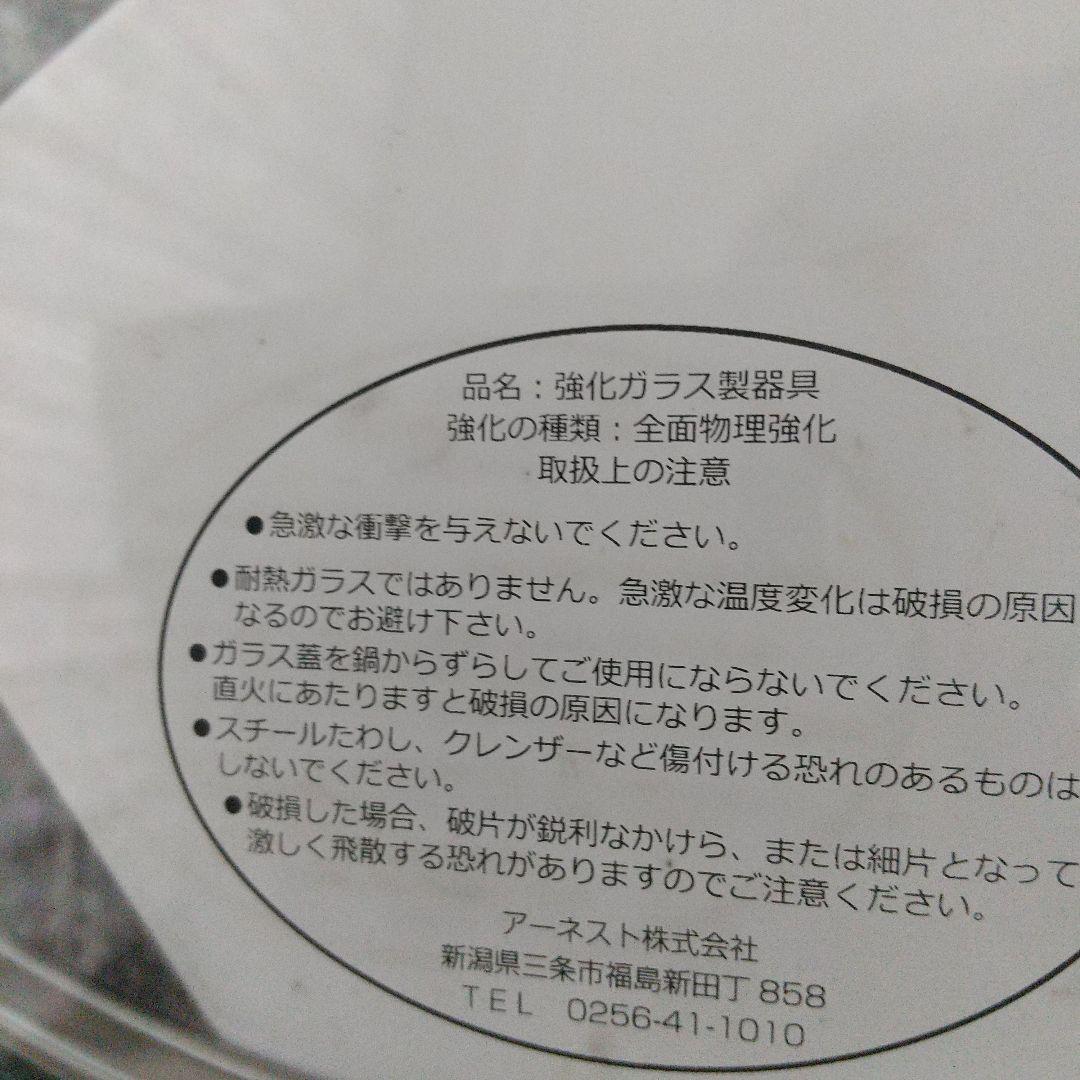 品名：強化ガラス製器具
強化の種類：全面物理強化
取扱上の注意
●急激な衝撃を与えないでください。
●耐熱ガラスではありません。急激な温度変化は破損の原因
なるのでお避け下さい。
●ガラス蓋を鍋からずらしてご使用にならないでください。
直火にあたりますと破損の原因になります。
●スチールたわし、クレンザーなど傷付ける恐れのあるものは
しないでください。
●破損した場合、破片が鋭利なかけら、または細片となって
激しく飛散する恐れがありますのでご注意ください。
アーネスト株式会社
新潟県三条市福島新田丁858
TEL 0256-41-1010